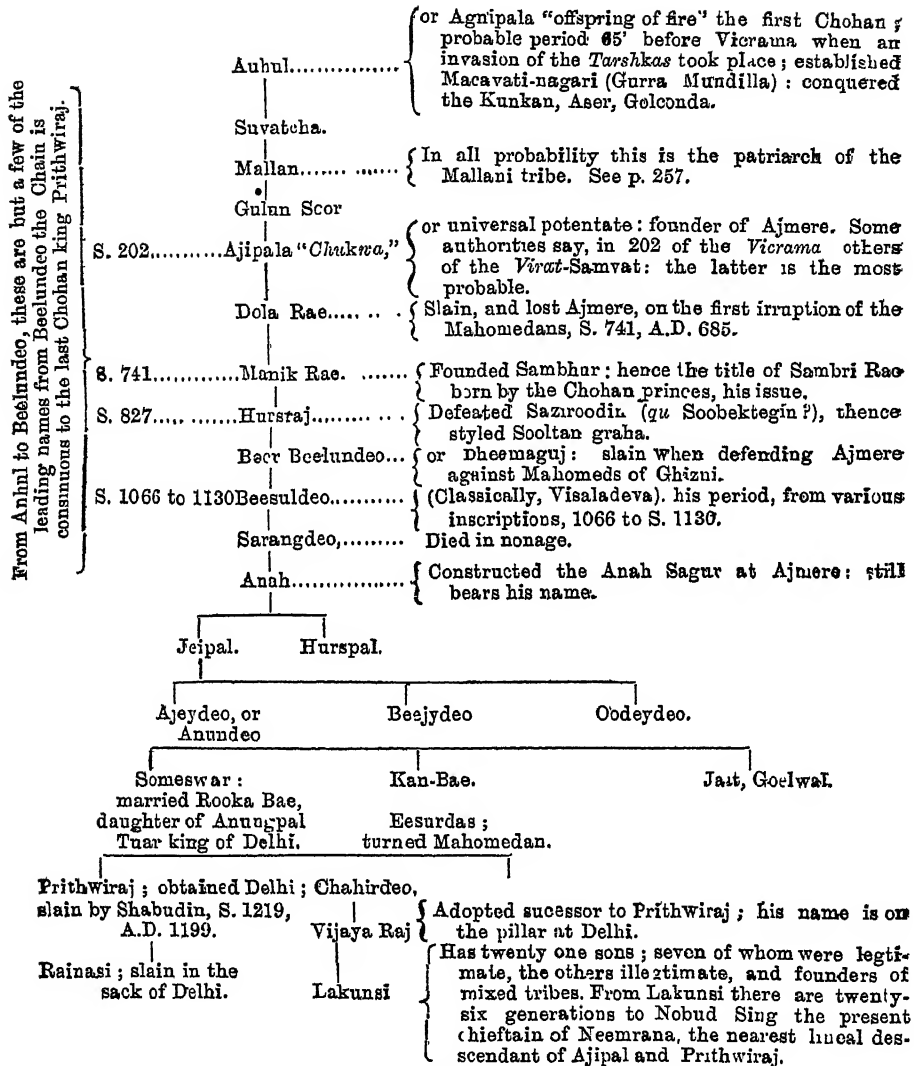 From Anhul to Beelundeo, these are but a few of the
leading names from Beelundeo the Chain is
consinuous to the last Chohan king Prithwiraj.
Auhul............... or Agnipala "offspring of fire" the first Chohan ;
probable period 65' before Vicrama when an
invasion of the Tarshkas took place ; established
Macavati-nagari (Gurra Mundilla) : conquered
the Kunkan, Aser, Golconda.
Suvatcha.
Mallan....... ...... In all probability this is the patriarch of the
Mallani tribe. See p. 257.
Gulun Scor
S. 202..........Ajipala "Chukwa," or universal potentate : founder of Ajmere. Some
authorities say, in 202 of the Vicrama others
of the Virat-Samvat: the latter is the most
probable.
Dola Rae..... .. . Slain, and lost Ajmere, on the first irruption of the
Mahomedans, S. 741, A.D. 685.
S. 741..........Manik Rae. ....... Founded Sambhur ; hence the title of Sambri Rao
born by the Chohan princes, his issue.
S. 827..... .......Hursraj........... .. Defeated Saziroodin (qu Soobektegin ?), thence
styled Sooltan graha.
Beer Beelundeo... or Dheemaguj : slain when defending Ajmere
against Mahomeds of Ghizni.
S. 1066 to 1130Beesuldeo........... (Classically, Visaladeva). his period, from various
inscriptions, 1066 to S. 1130.
Sarangdeo,......... Died in nonage.
Anah............... Constructed the Anah Sagur at Ajmere : still
bears his name.
Jeipal. Hurspal.
Ajeydeo, or Beejydeo Oodeydeo.
Anundeo
Someswar : Kan-Bae. Jait, Goelwal.
married Rooka Bae,
daughter of Anungpal Eesurdas ;
Tuar king of Delhi. turned Mahomedan.
Prithwiraj ; obtained Delhi ; Chahirdeo,
slain by Shabudin, S. 1219,
A.D. 1199. Vijaya Raj Adopted sucessor to Prithwiraj ; his name is on
the pillar at Delhi.
Rainasi ; slain in the
sack of Delhi. Lakunsi Has twenty one sons ; seven of whom were legti-
mate, the others illegtimate, and founders of
mixed tribes. From Lakunsi there are twenty-
six generations to Nobud Sing the present
chieftain of Neemrana, the nearest lineal des-
cendant of Ajipal and Prithwiraj.